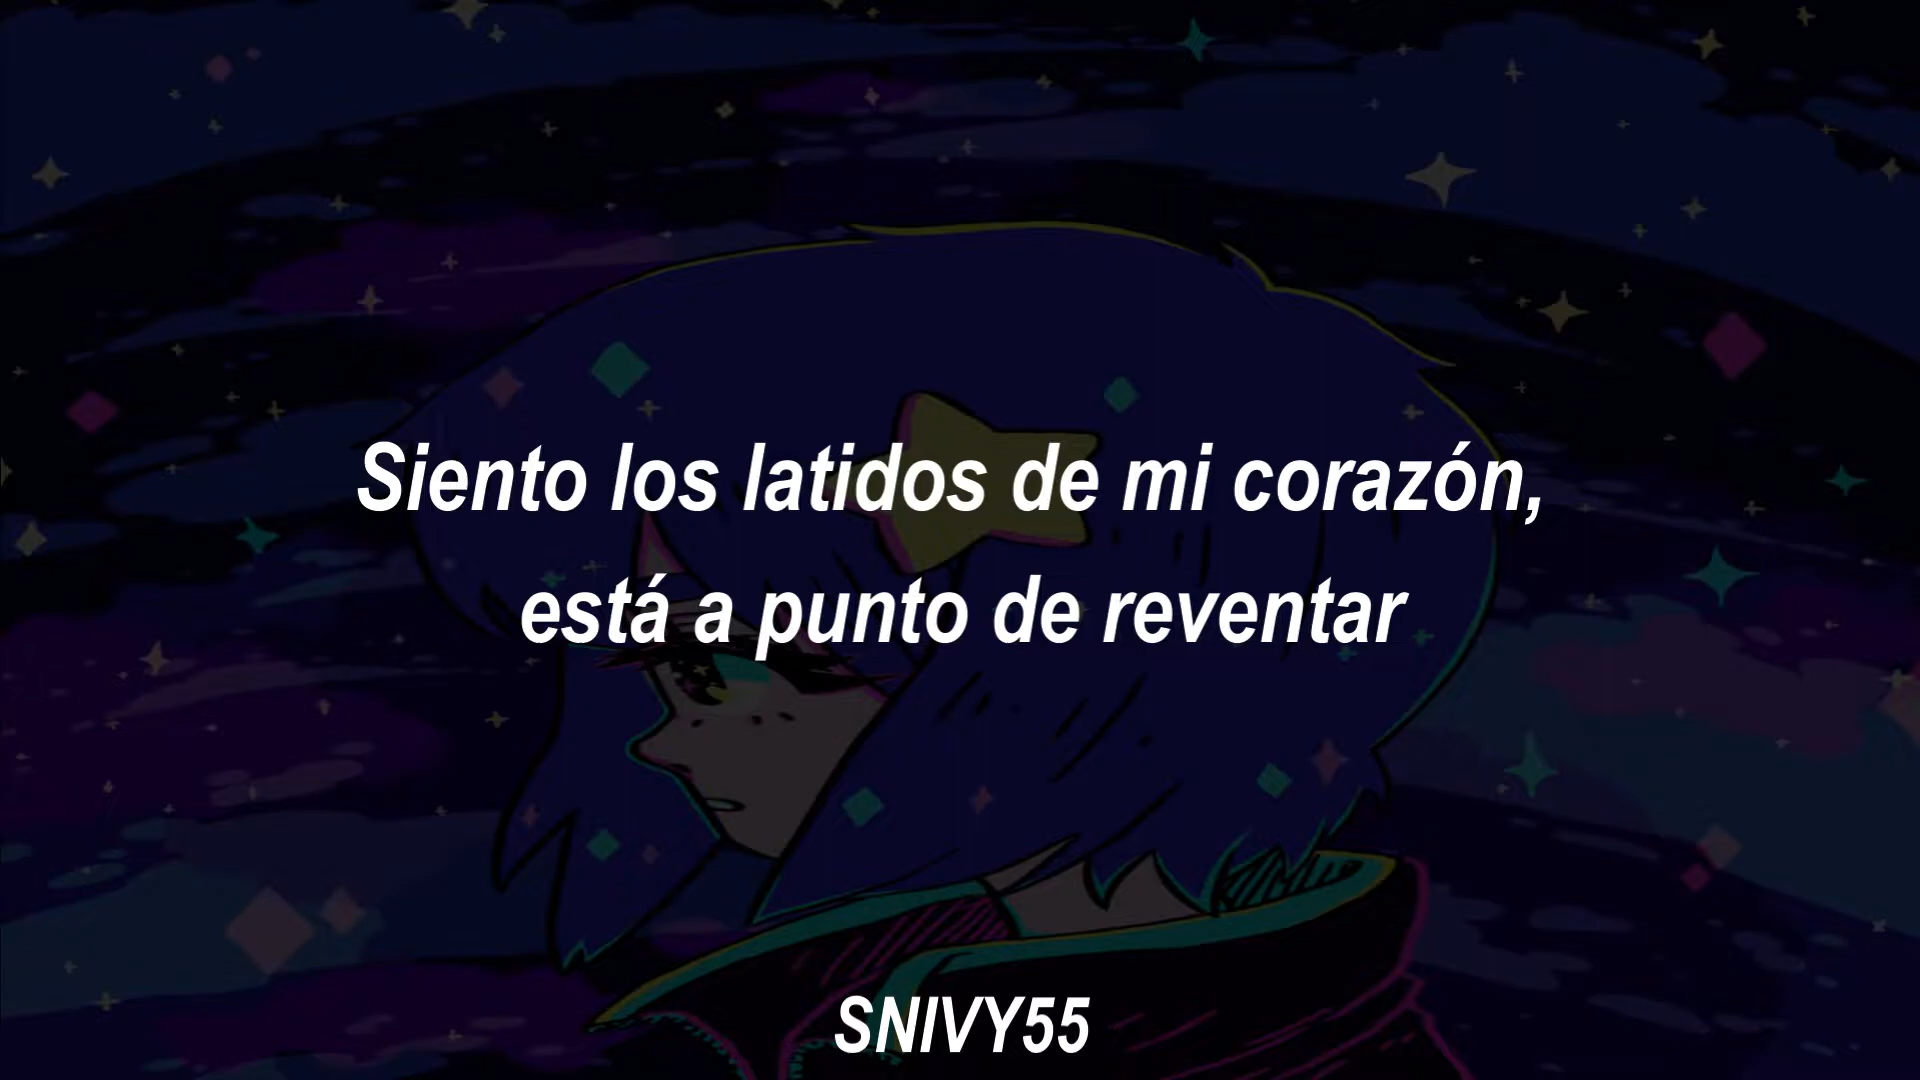 Siento los latidos de mi corazón,
está a punto de reventar
SNIVY55